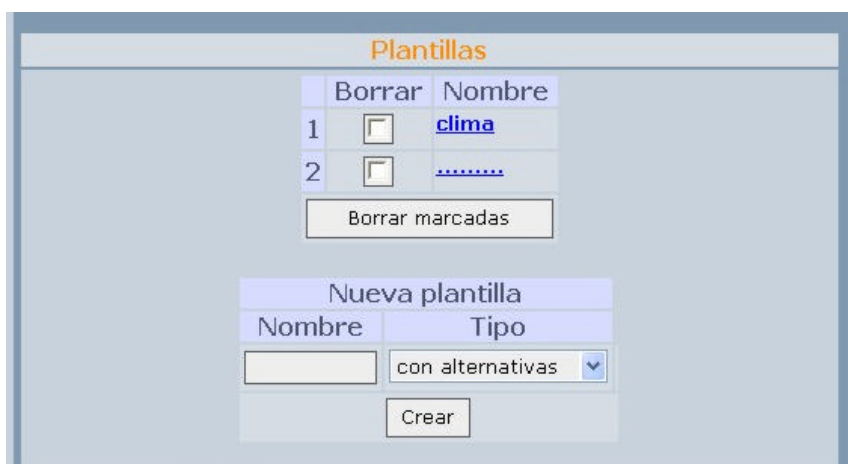 Plantillas
Borrar Nombre
1 clima
2 .........
Borrar marcadas
Nueva plantilla
Nombre Tipo
con alternativas
Crear